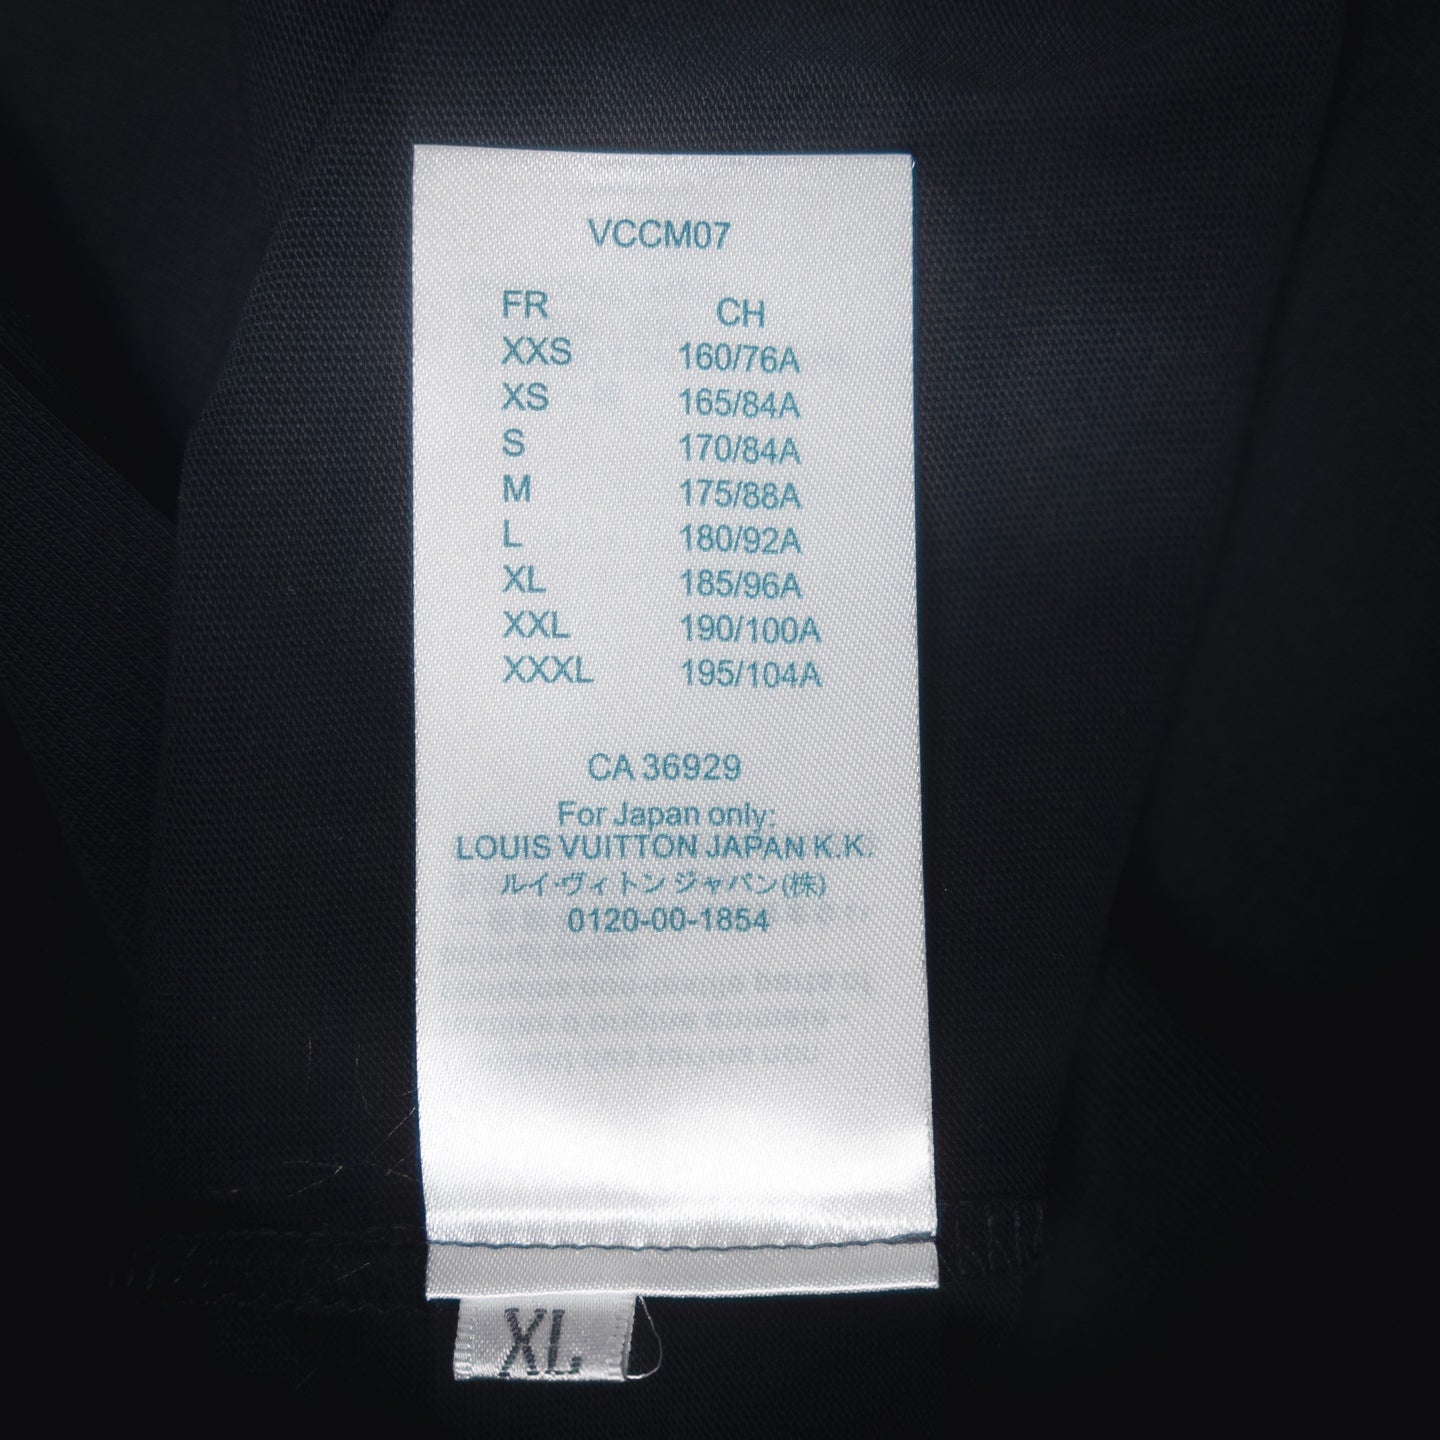 VCCM07
FR CH
XXS 160/76A
XS 165/84A
S 170/84A
M 175/88A
L 180/92A
XL 185/96A
XXL 190/100A
XXXL 195/104A
CA 36929
For Japan only:
LOUIS VUITTON JAPAN K.K.
ルイ・ヴィトン ジャパン(株)
0120-00-1854
XL